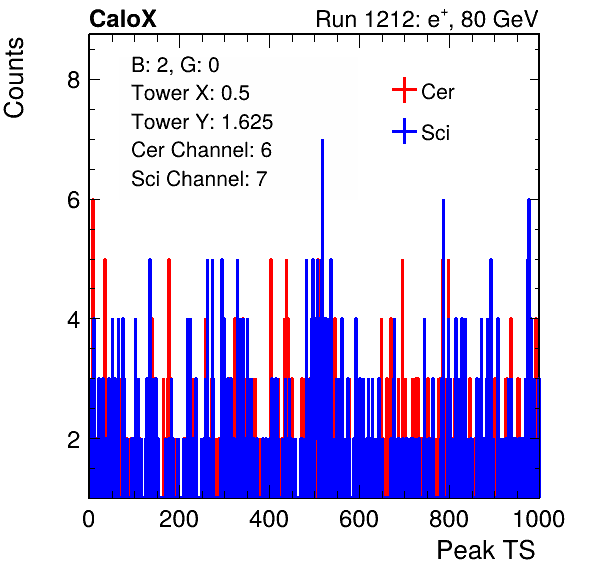 CaloX Run 1212: e⁺, 80 GeV
Counts
B: 2, G: 0
Tower X: 0.5
Tower Y: 1.625
Cer Channel: 6
Sci Channel: 7
Cer
Sci
8
6
4
2
0 200 400 600 800 1000
Peak TS